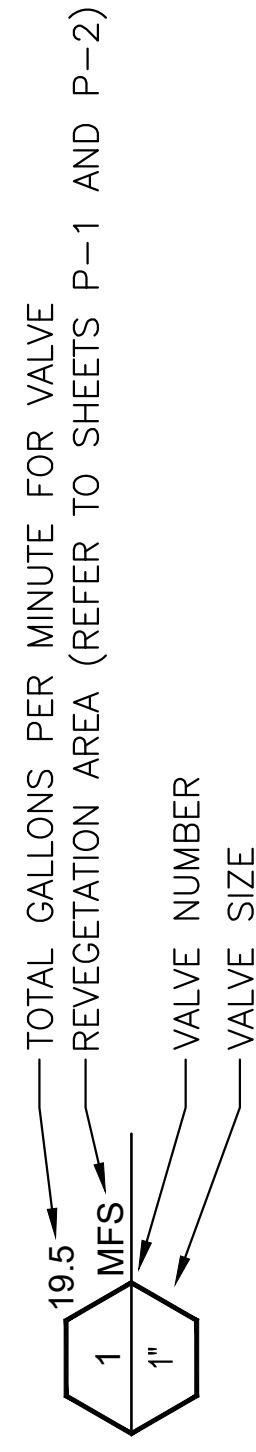 TOTAL GALLONS PER MINUTE FOR VALVE
REVEGETATION AREA (REFER TO SHEETS P-1 AND P-2)
19.5
MFS
1
1"
VALVE NUMBER
VALVE SIZE